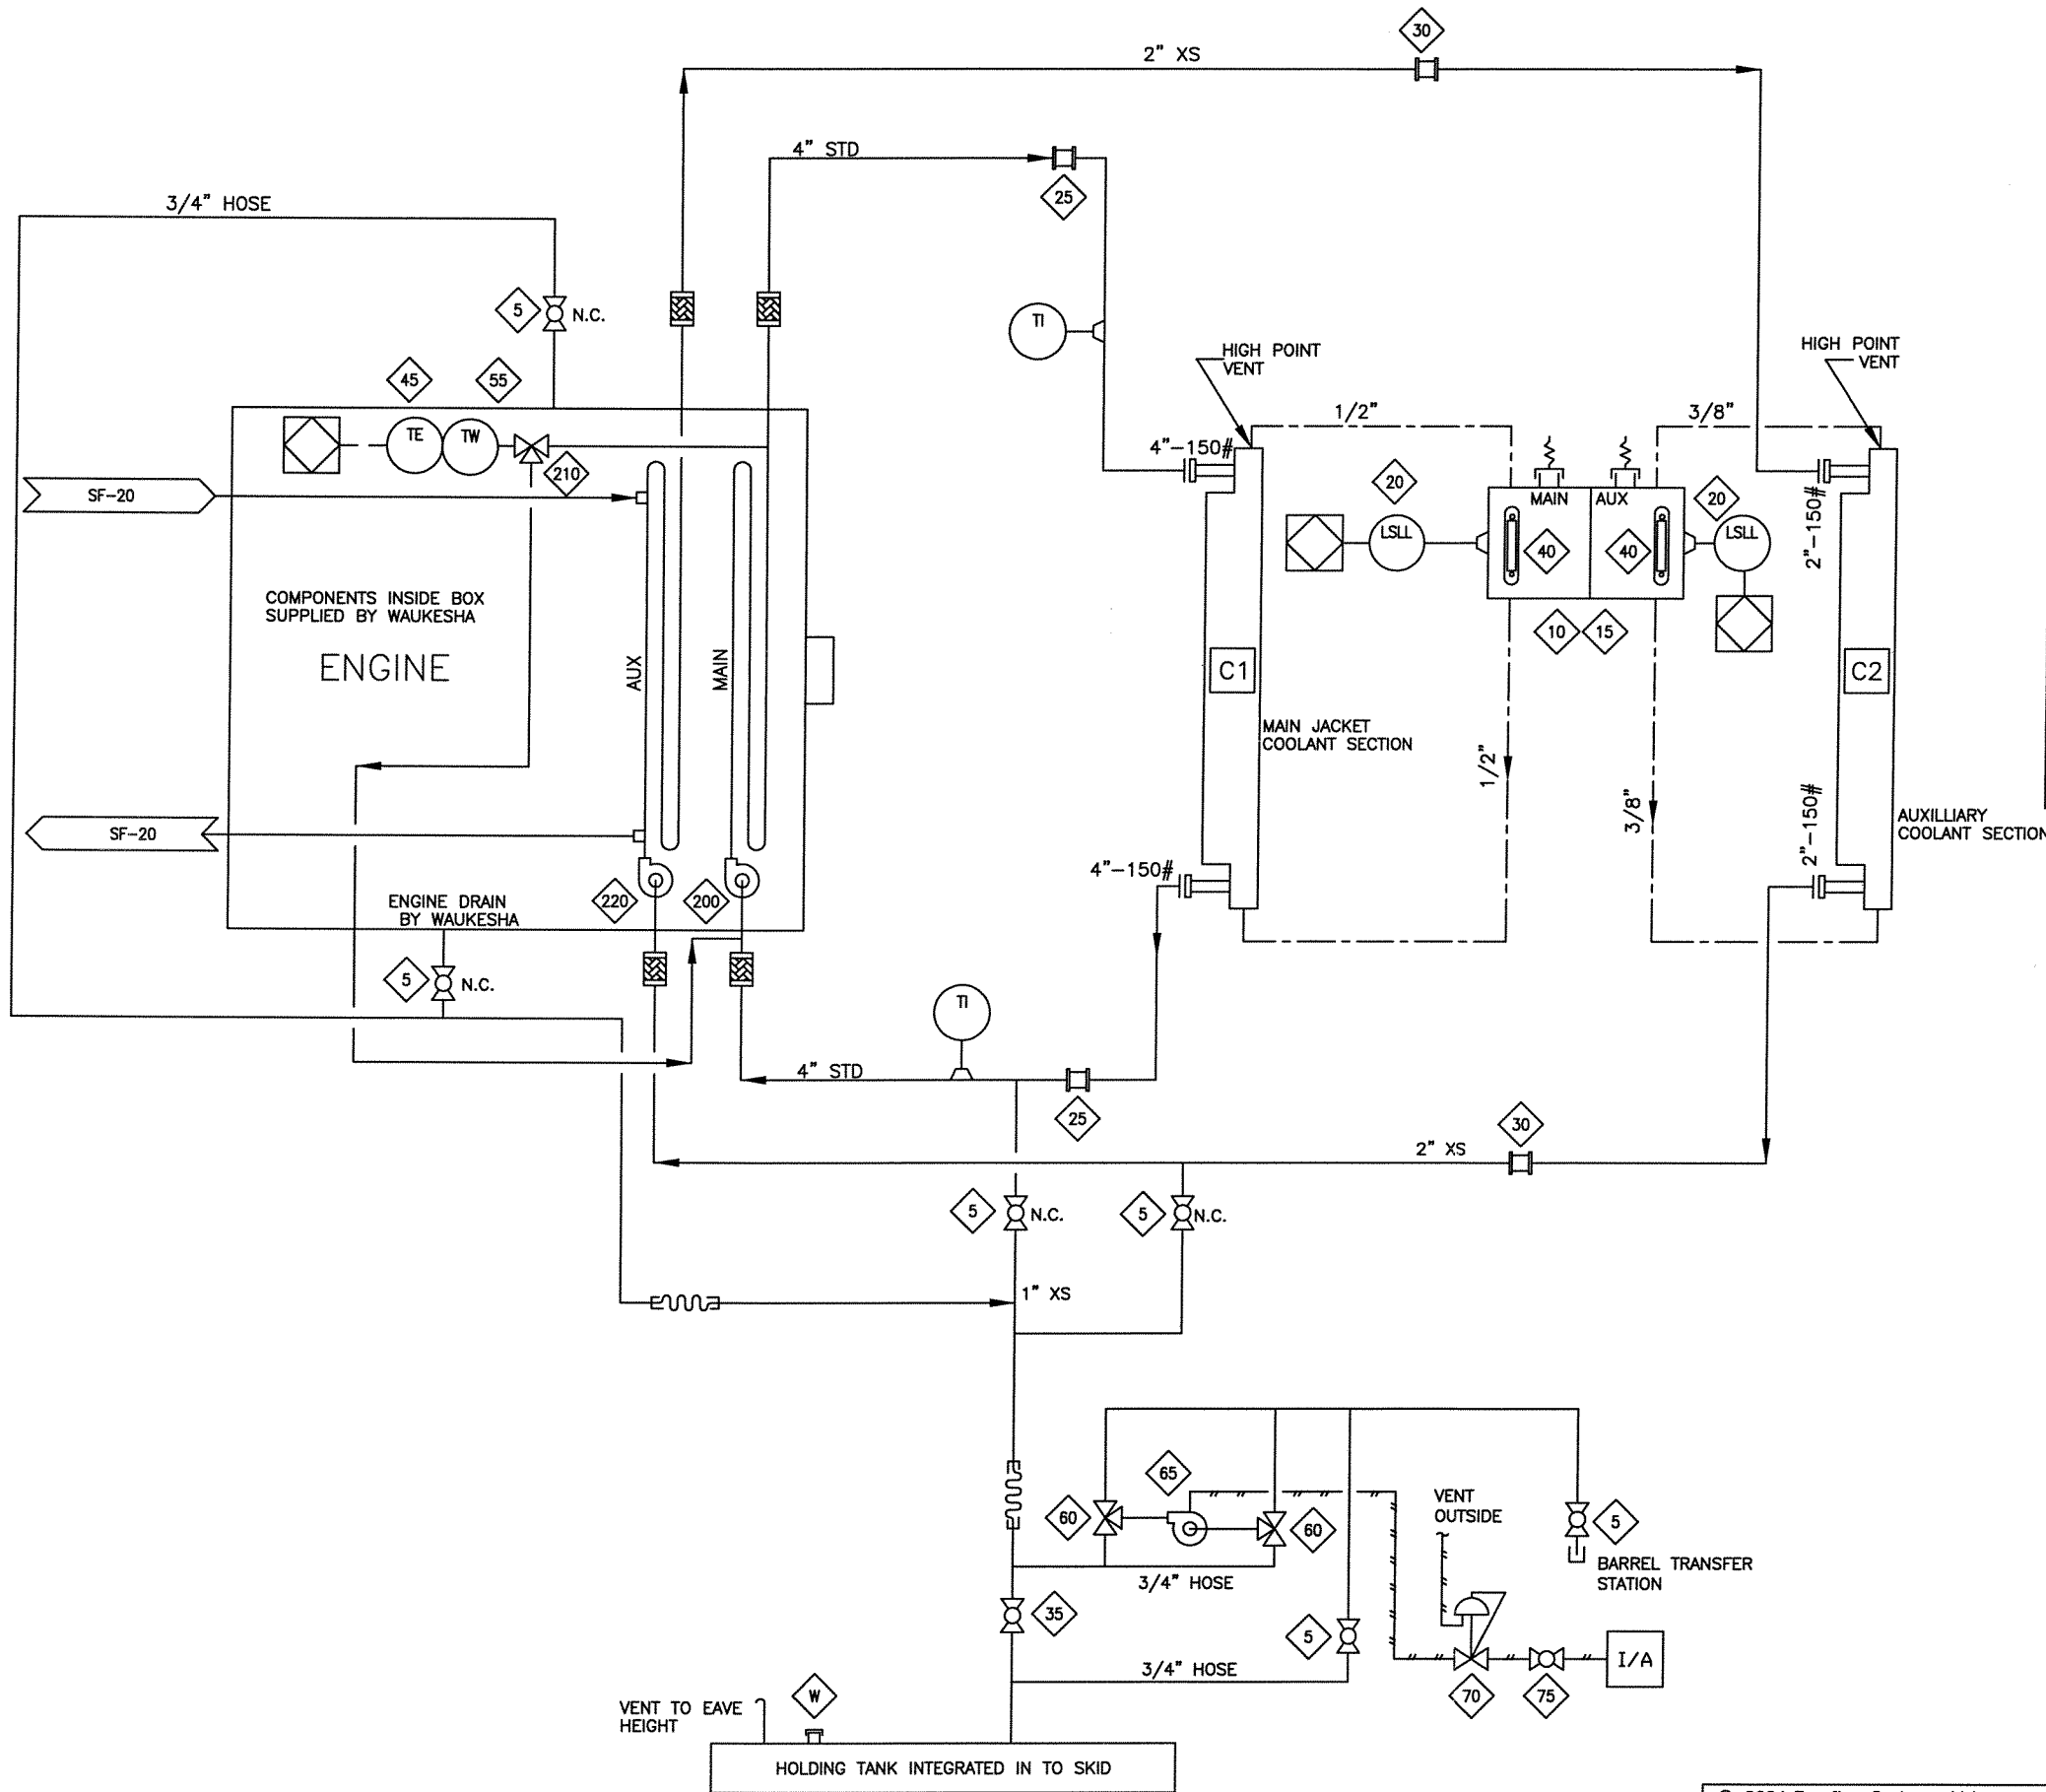 30
2" XS
4" STD
25
3/4" HOSE
5
N.C.
TI
HIGH POINT
VENT
HIGH POINT
VENT
45
55
1/2"
3/8"
TE
TW
4"-150#
2"-150#
210
SF-20
20
MAIN
AUX
20
LSLL
40
40
LSLL
COMPONENTS INSIDE BOX
SUPPLIED BY WAUKESHA
ENGINE
AUX
MAIN
10
15
C1
C2
MAIN JACKET
COOLANT SECTION
1/2"
3/8"
2"-150#
AUXILLIARY
COOLANT SECTION
SF-20
4"-150#
ENGINE DRAIN
BY WAUKESHA
220
200
5
N.C.
TI
4" STD
25
30
2" XS
5
N.C.
5
N.C.
1" XS
65
60
60
VENT
OUTSIDE
5
BARREL TRANSFER
STATION
3/4" HOSE
35
5
I/A
3/4" HOSE
70
75
VENT TO EAVE
HEIGHT
W
HOLDING TANK INTEGRATED IN TO SKID